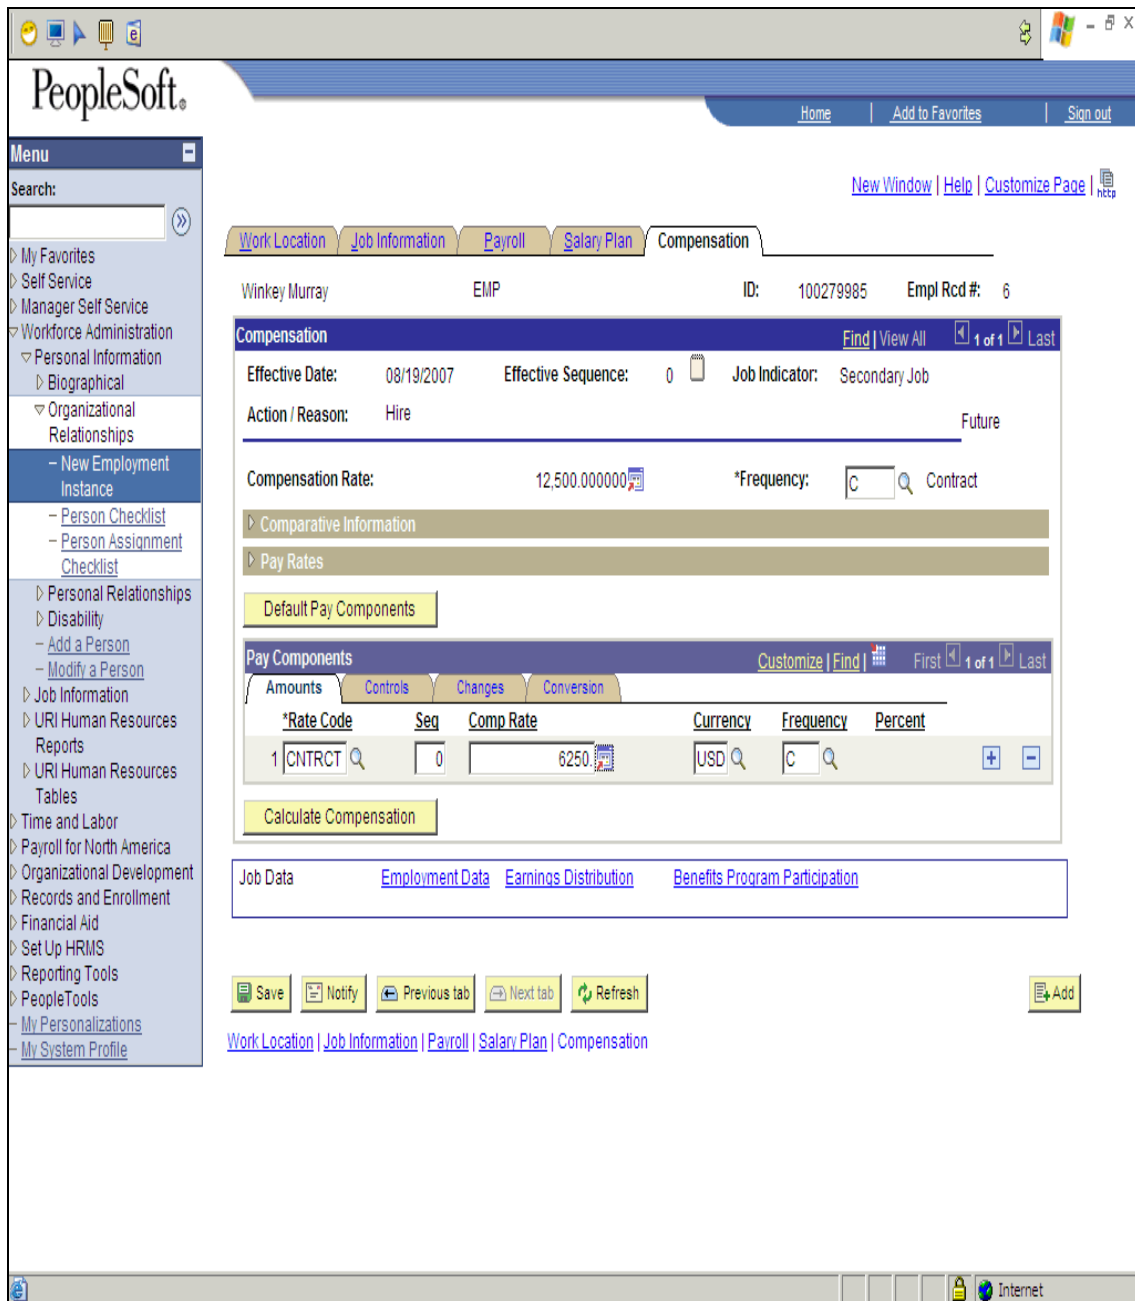 PeopleSoft®
Home | Add to Favorites | Sign out
Menu
New Window | Help | Customize Page | http
Search:
Work Location Job Information Payroll Salary Plan Compensation
My Favorites
Self Service
Manager Self Service
Workforce Administration
Personal Information
Biographical
Organizational
Relationships
– New Employment
Instance
– Person Checklist
– Person Assignment
Checklist
Personal Relationships
Disability
– Add a Person
– Modify a Person
Job Information
URI Human Resources
Reports
URI Human Resources
Tables
Time and Labor
Payroll for North America
Organizational Development
Records and Enrollment
Financial Aid
Set Up HRMS
Reporting Tools
PeopleTools
– My Personalizations
– My System Profile
Winkey Murray EMP ID: 100279985 Empl Rcd #: 6
Compensation Find | View All 1 of 1 Last
Effective Date: 08/19/2007 Effective Sequence: 0 Job Indicator: Secondary Job
Action / Reason: Hire
Future
Compensation Rate: 12,500.000000 *Frequency: C Contract
Comparative Information
Pay Rates
Default Pay Components
Pay Components Customize | Find | First 1 of 1 Last
Amounts Controls Changes Conversion
*Rate Code Seq Comp Rate Currency Frequency Percent
1 CNTRCT 0 6250. USD C + −
Calculate Compensation
Job Data Employment Data Earnings Distribution Benefits Program Participation
Save Notify Previous tab Next tab Refresh Add
Work Location | Job Information | Payroll | Salary Plan | Compensation
Internet